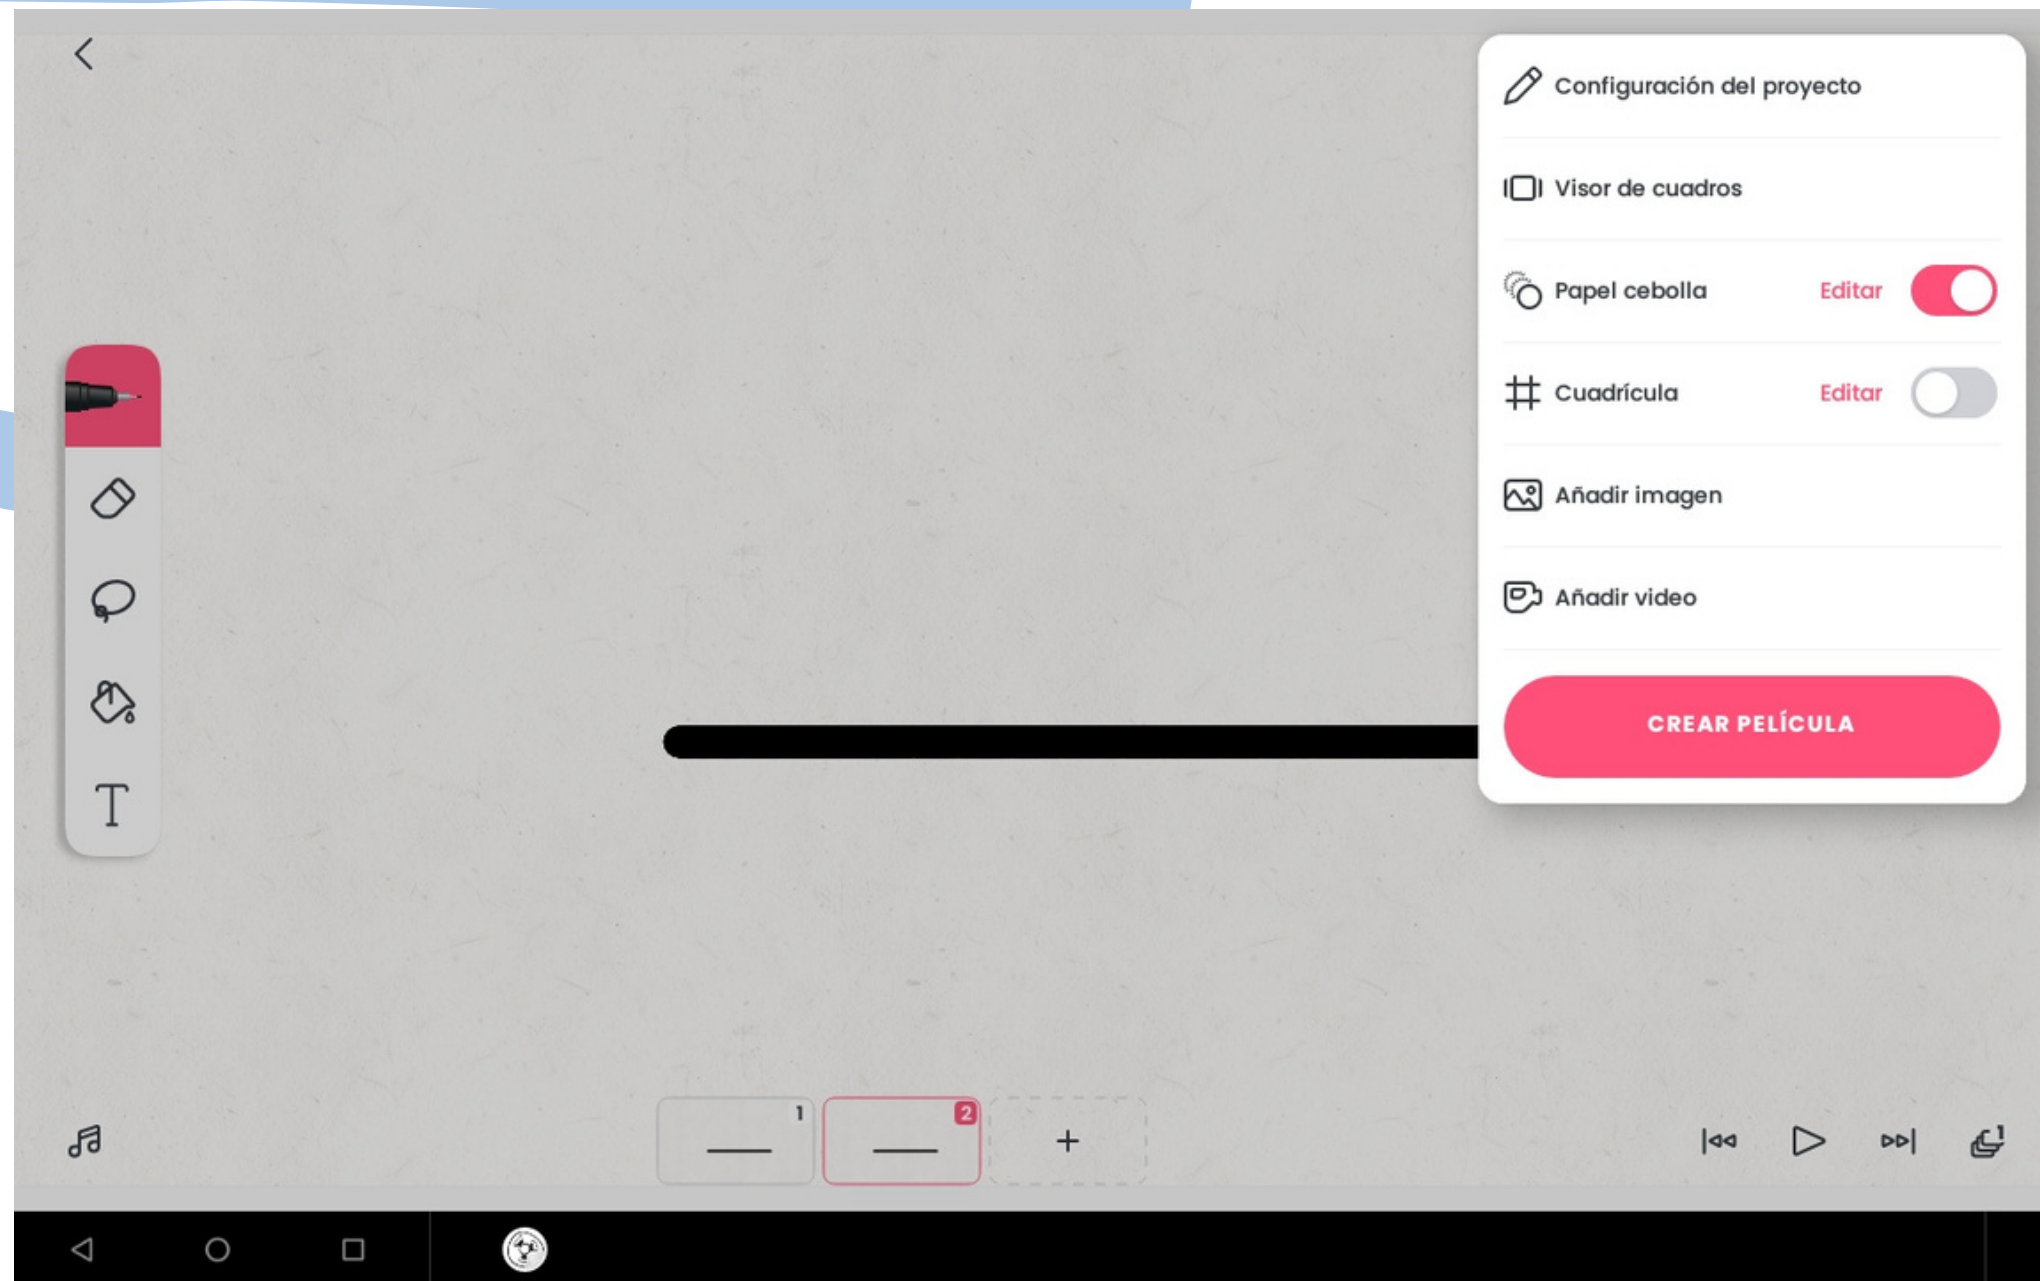 Configuración del proyecto
Visor de cuadros
Papel cebolla Editar
Cuadrícula Editar
Añadir imagen
Añadir video
CREAR PELÍCULA
T
1 2 +
1